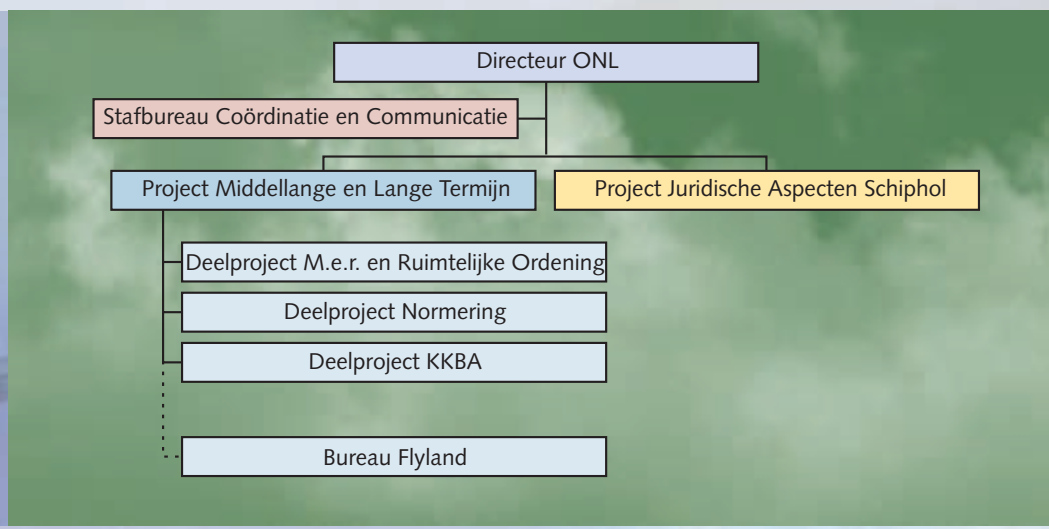 Directeur ONL
Stafbureau Coördinatie en Communicatie
Project Middellange en Lange Termijn
Project Juridische Aspecten Schiphol
Deelproject M.e.r. en Ruimtelijke Ordening
Deelproject Normering
Deelproject KKBA
Bureau Flyland